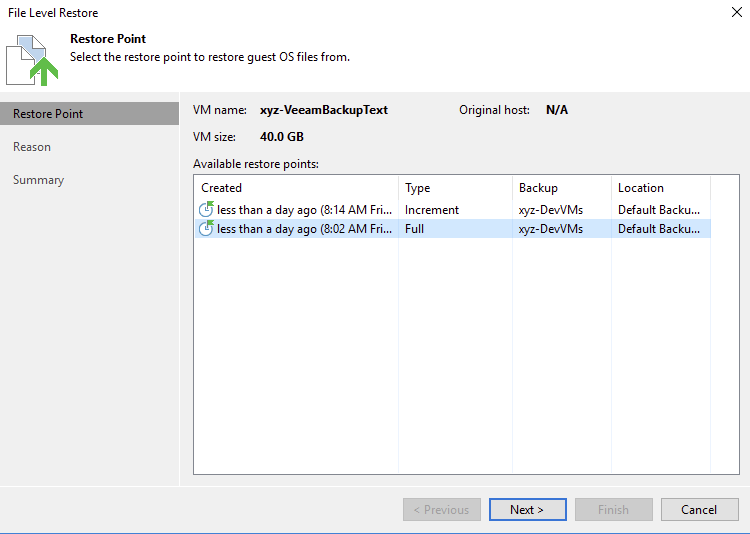 File Level Restore
Restore Point
Select the restore point to restore guest OS files from.
Restore Point
Reason
Summary
VM name: xyz-VeeamBackupText Original host: N/A
VM size: 40.0 GB
Available restore points:
Created Type Backup Location
less than a day ago (8:14 AM Fri... Increment xyz-DevVMs Default Backu...
less than a day ago (8:02 AM Fri... Full xyz-DevVMs Default Backu...
< Previous Next > Finish Cancel